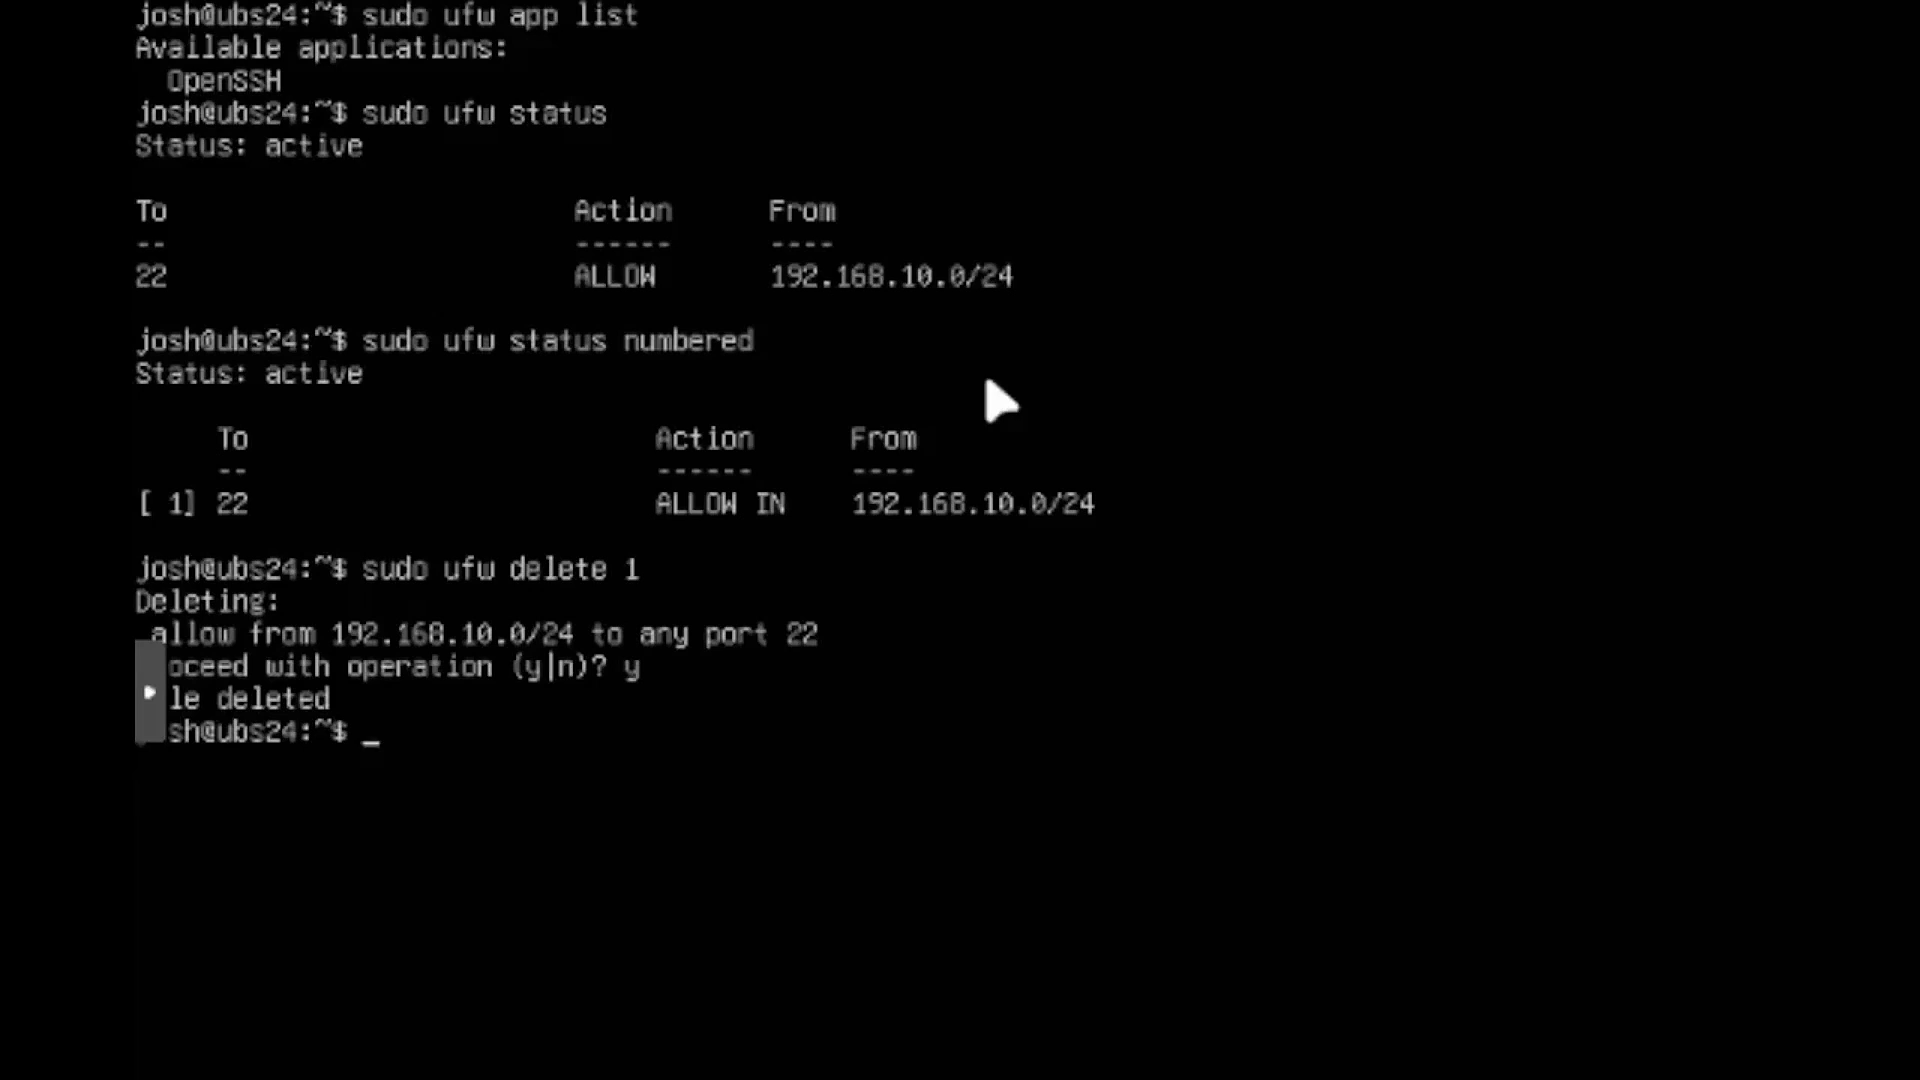 josh@ubs24:~$ sudo ufw app list
Available applications:
  OpenSSH
josh@ubs24:~$ sudo ufw status
Status: active

To                         Action      From
--                         ------      ----
22                         ALLOW       192.168.10.0/24

josh@ubs24:~$ sudo ufw status numbered
Status: active

     To                         Action      From
     --                         ------      ----
[ 1] 22                         ALLOW IN    192.168.10.0/24

josh@ubs24:~$ sudo ufw delete 1
Deleting:
 allow from 192.168.10.0/24 to any port 22
oceed with operation (y|n)? y
le deleted
sh@ubs24:~$ _